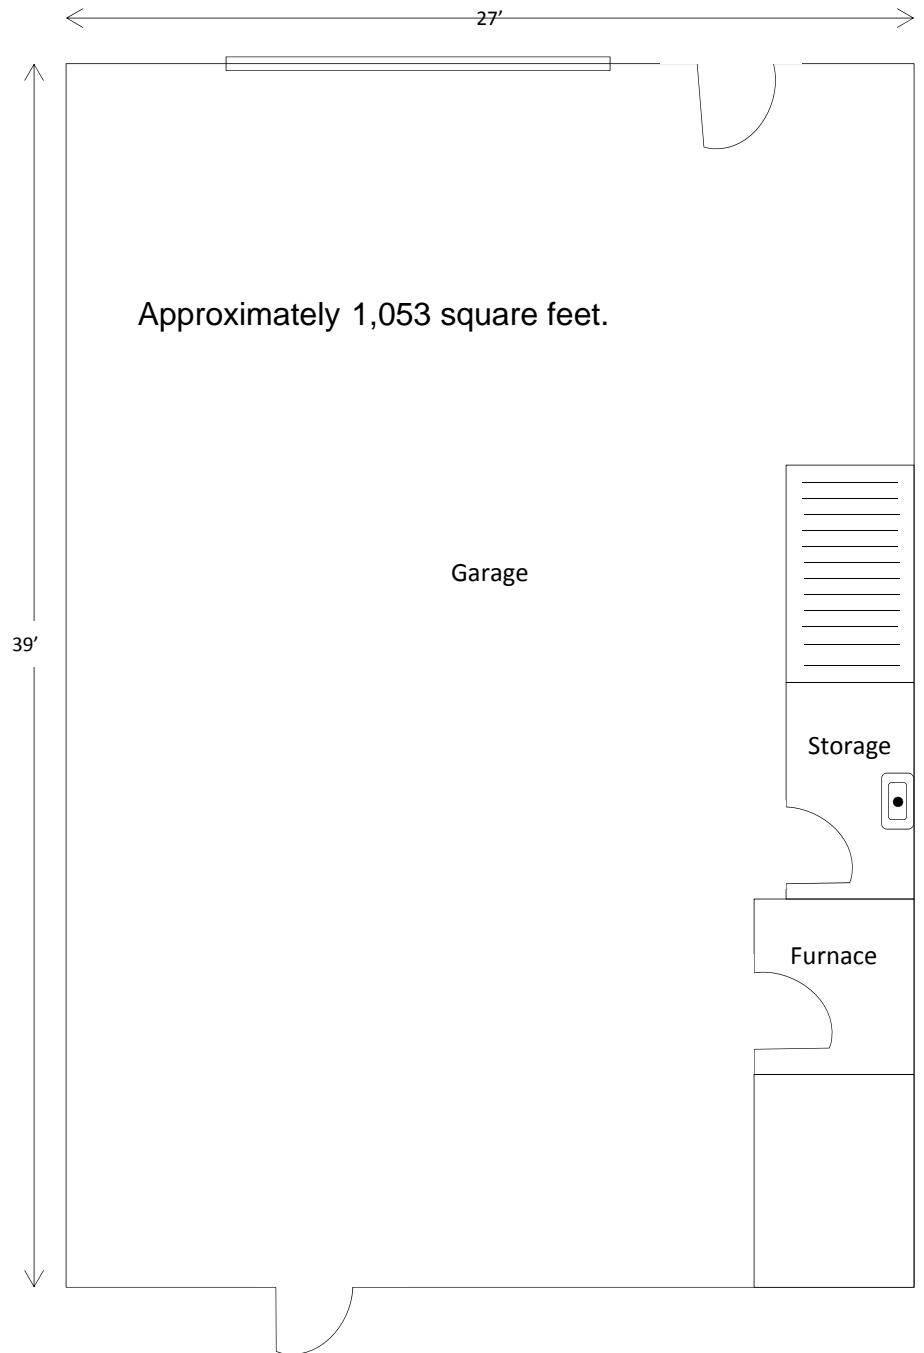 27’
Approximately 1,053 square feet.
Garage
39’
Storage
Furnace